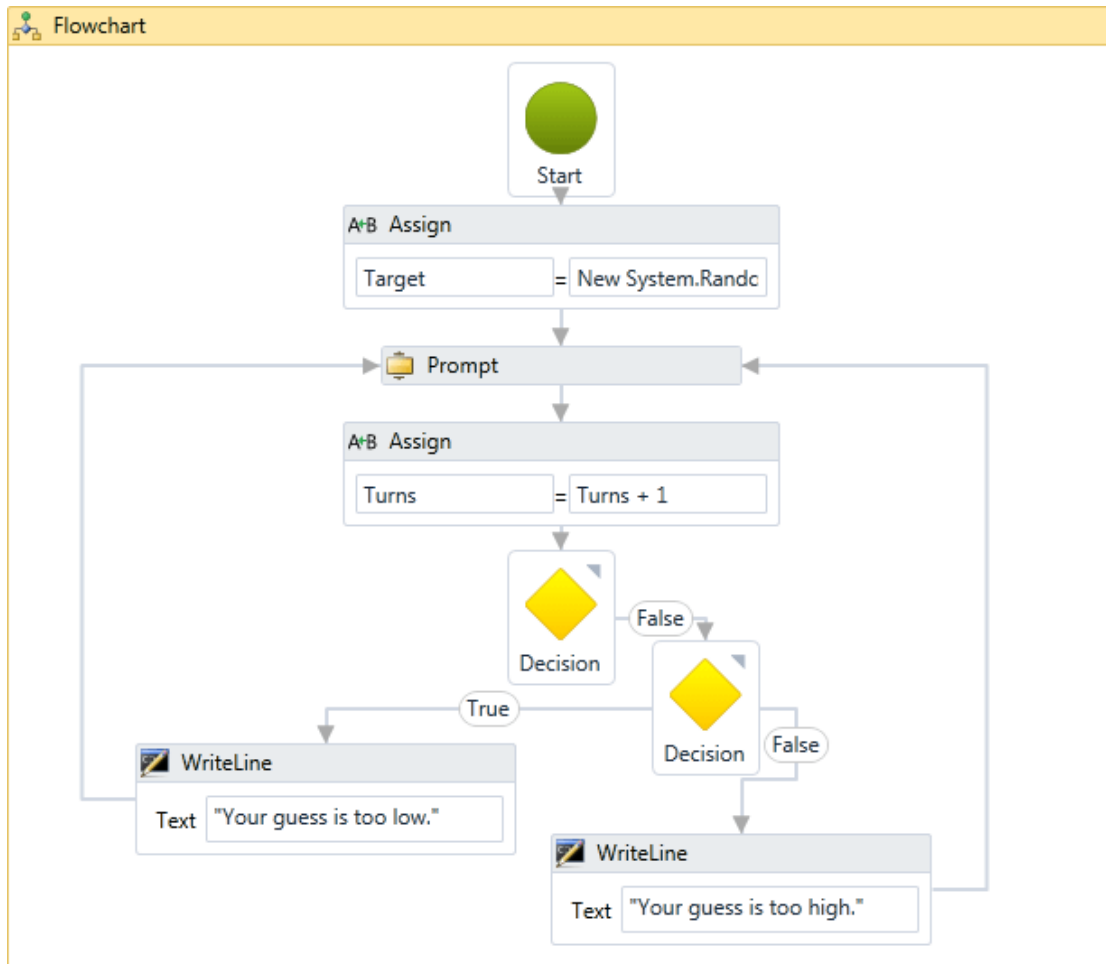 Flowchart
Start
A+B Assign
Target = New System.Randc
Prompt
A+B Assign
Turns = Turns + 1
Decision
False
Decision
True
False
WriteLine
Text "Your guess is too low."
WriteLine
Text "Your guess is too high."